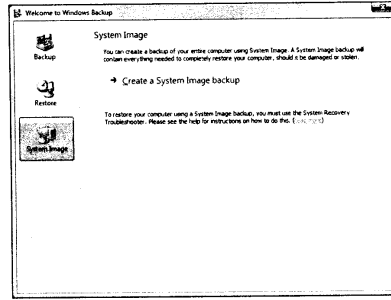 Welcome to Windows Backup
System Image
You can create a backup of your entire computer using System Image. A System Image backup will
contain everything needed to completely restore your computer, should it be damaged or stolen.
Backup
Create a System Image backup
Restore
To restore your computer using a System Image backup, you must use the System Recovery
Troubleshooter. Please see the help for instructions on how to do this.
System Image